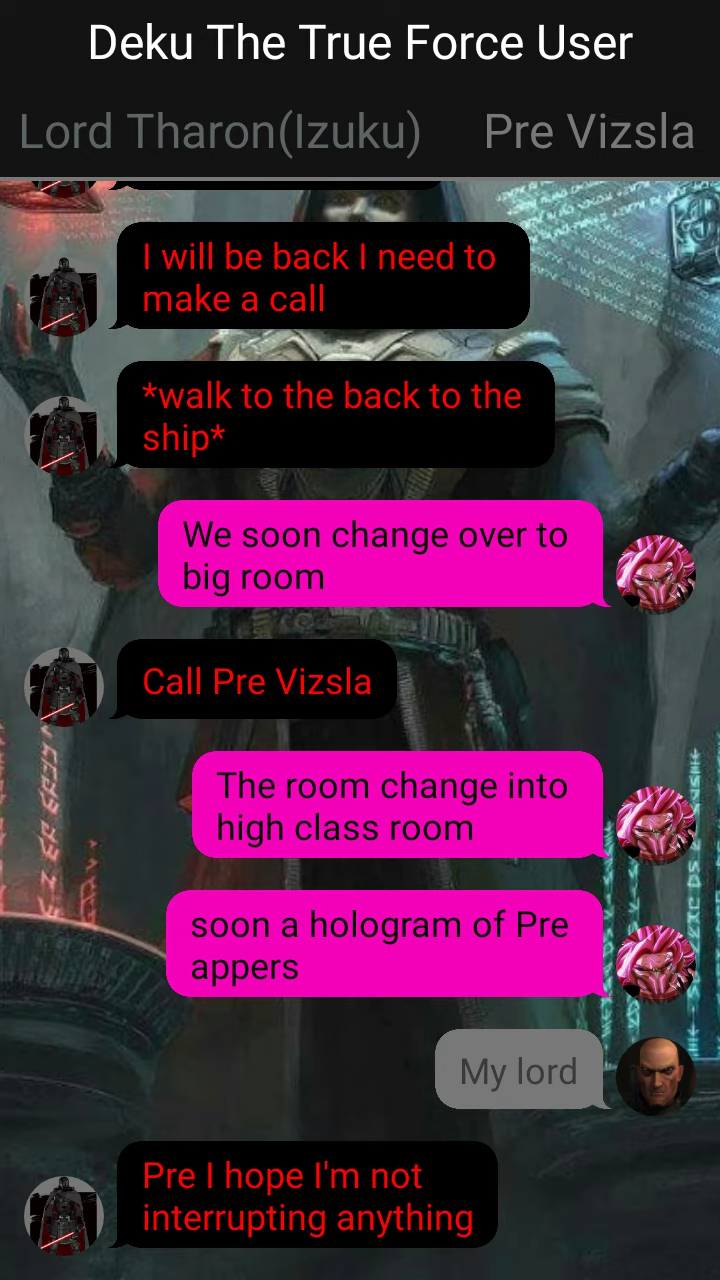 Deku The True Force User
Lord Tharon(Izuku) Pre Vizsla
I will be back I need to
make a call
*walk to the back to the
ship*
We soon change over to
big room
Call Pre Vizsla
The room change into
high class room
soon a hologram of Pre
appers
My lord
Pre I hope I'm not
interrupting anything